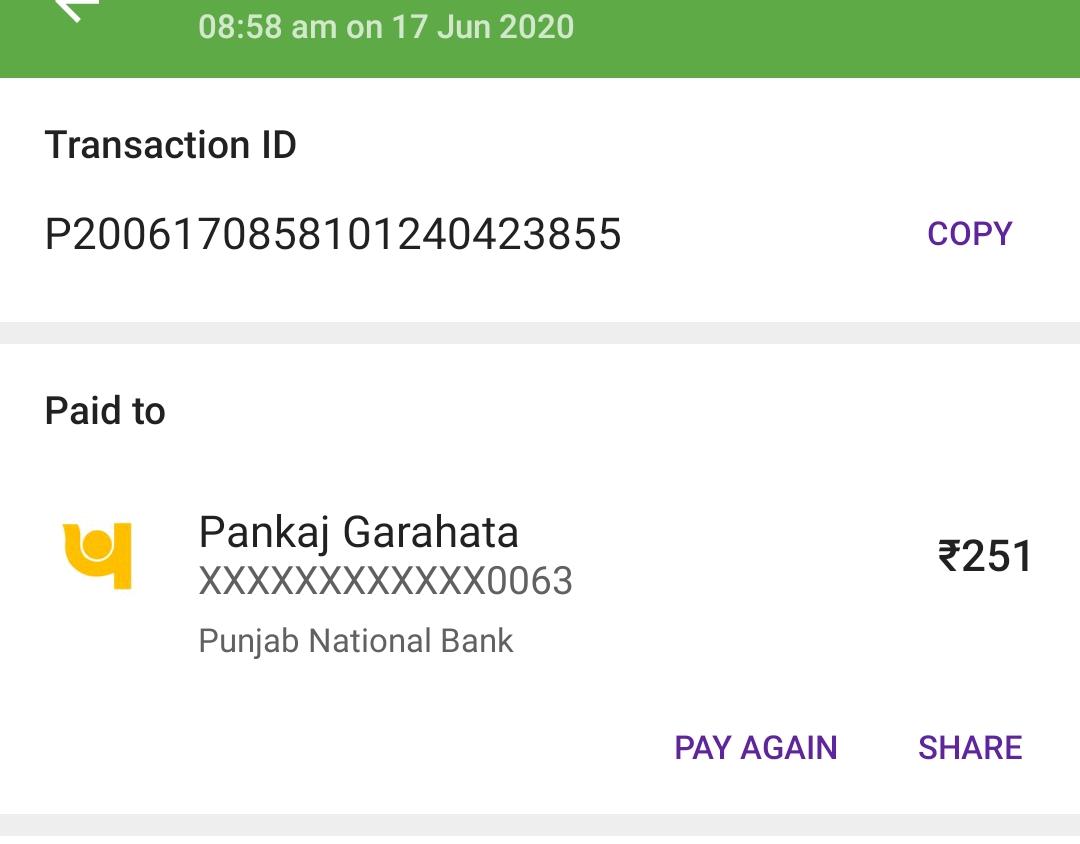 08:58 am on 17 Jun 2020
Transaction ID
P2006170858101240423855
COPY
Paid to
Pankaj Garahata
₹251
XXXXXXXXXXXX0063
Punjab National Bank
PAY AGAIN
SHARE